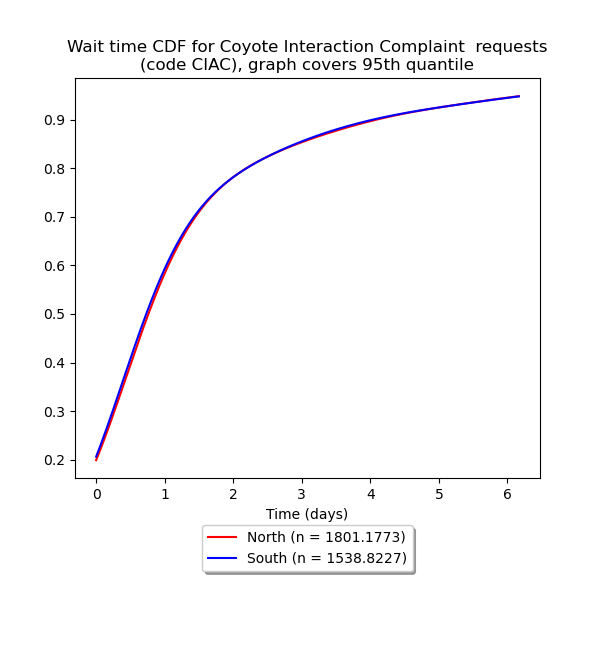 Wait time CDF for Coyote Interaction Complaint  requests
(code CIAC), graph covers 95th quantile
0.9
0.8
0.7
0.6
0.5
0.4
0.3
0.2
0 1 2 3 4 5 6
Time (days)
North (n = 1801.1773)
South (n = 1538.8227)